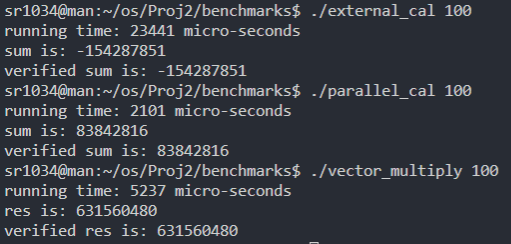 sr1034@man:~/os/Proj2/benchmarks$ ./external_cal 100
running time: 23441 micro-seconds
sum is: -154287851
verified sum is: -154287851
sr1034@man:~/os/Proj2/benchmarks$ ./parallel_cal 100
running time: 2101 micro-seconds
sum is: 83842816
verified sum is: 83842816
sr1034@man:~/os/Proj2/benchmarks$ ./vector_multiply 100
running time: 5237 micro-seconds
res is: 631560480
verified res is: 631560480